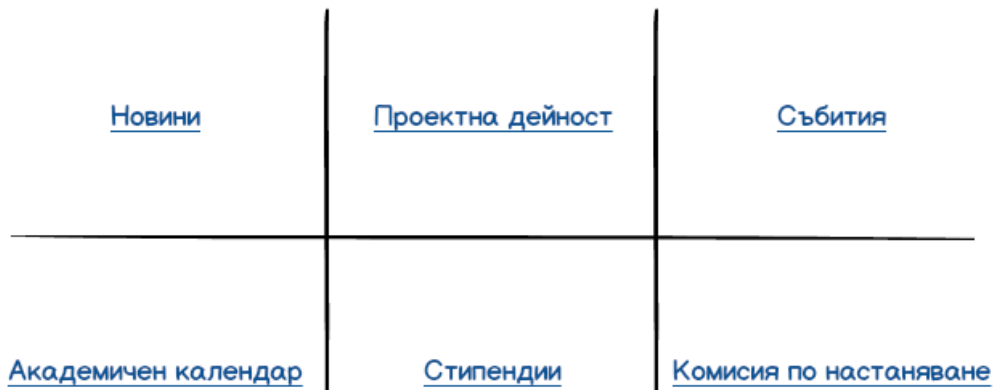 Новини
Проектна дейност
Събития
Академичен календар
Стипендии
Комисия по настаняване